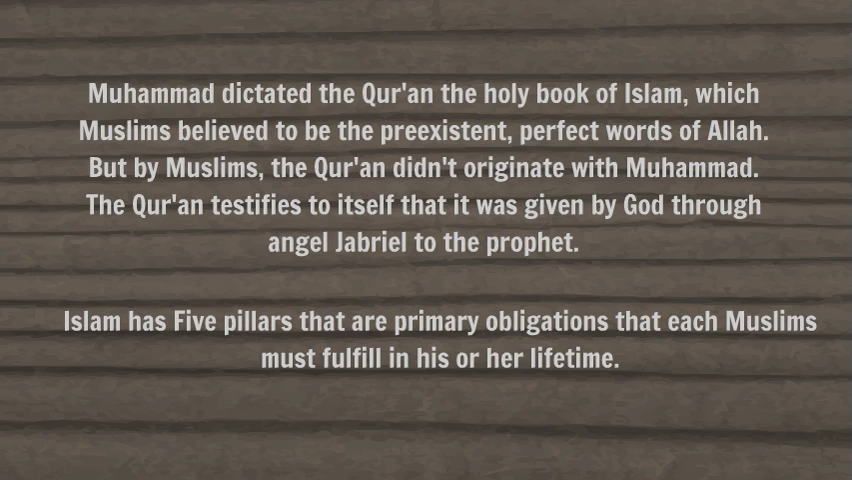 Muhammad dictated the Qur'an the holy book of Islam, which
Muslims believed to be the preexistent, perfect words of Allah.
But by Muslims, the Qur'an didn't originate with Muhammad.
The Qur'an testifies to itself that it was given by God through
angel Jabriel to the prophet.
Islam has Five pillars that are primary obligations that each Muslims
must fulfill in his or her lifetime.